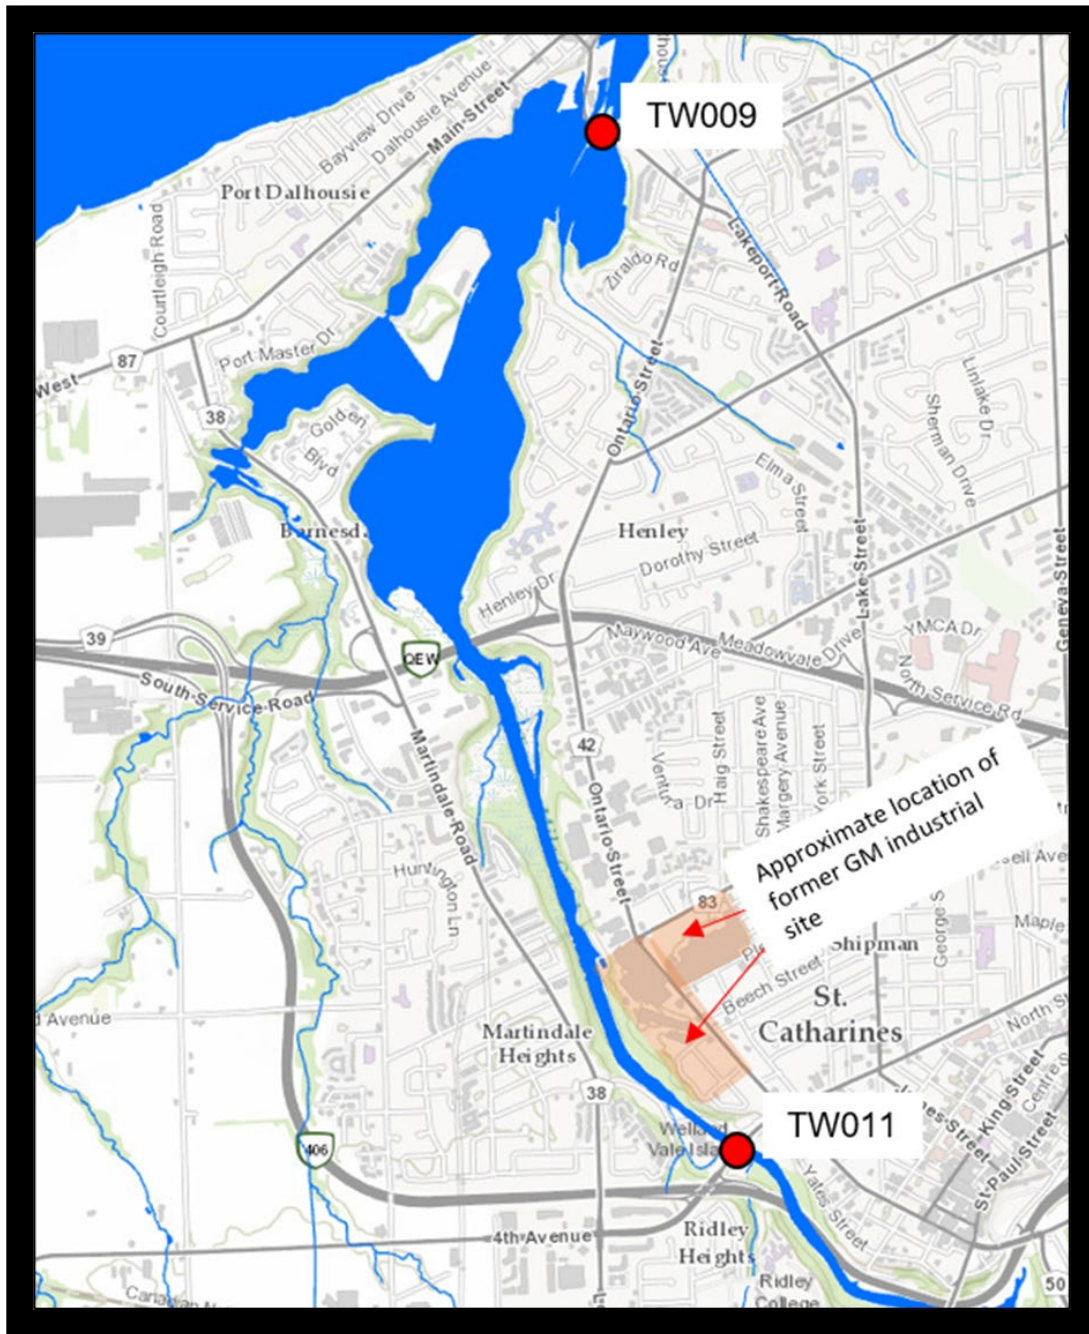 TW009
Bayview Drive
Dalhousie Avenue
Main Street
Port Dalhousie
Courtleigh Road
Lakeport Road
Ziraldo Rd
Port Master Dr
87
West
38
Ontario Street
Linlake Dr
Sherman Drive
Golden
Blvd
Elma Street
Henley
Dorothy Street
Lake Street
Geneva Street
Henley Dr
39
QEW
Maywood Ave
Meadowvale Drive
YMCA Dr
North Service Rd
South Service Road
Martindale Road
42
Ontario Street
Ventura Dr
Haig Street
Shakespeare Ave
Margery Avenue
York Street
Approximate location of
former GM industrial
site
Huntington Ln
83
George S
Maple
Shipman
Beech Street
St.
Catharines
North S
d Avenue
Martindale
Heights
38
King Street
Centre S
St Paul Street
TW011
Welland
Vale Isla
406
Yates Street
4th Avenue
Ridley
Heights
Ridley
College
50